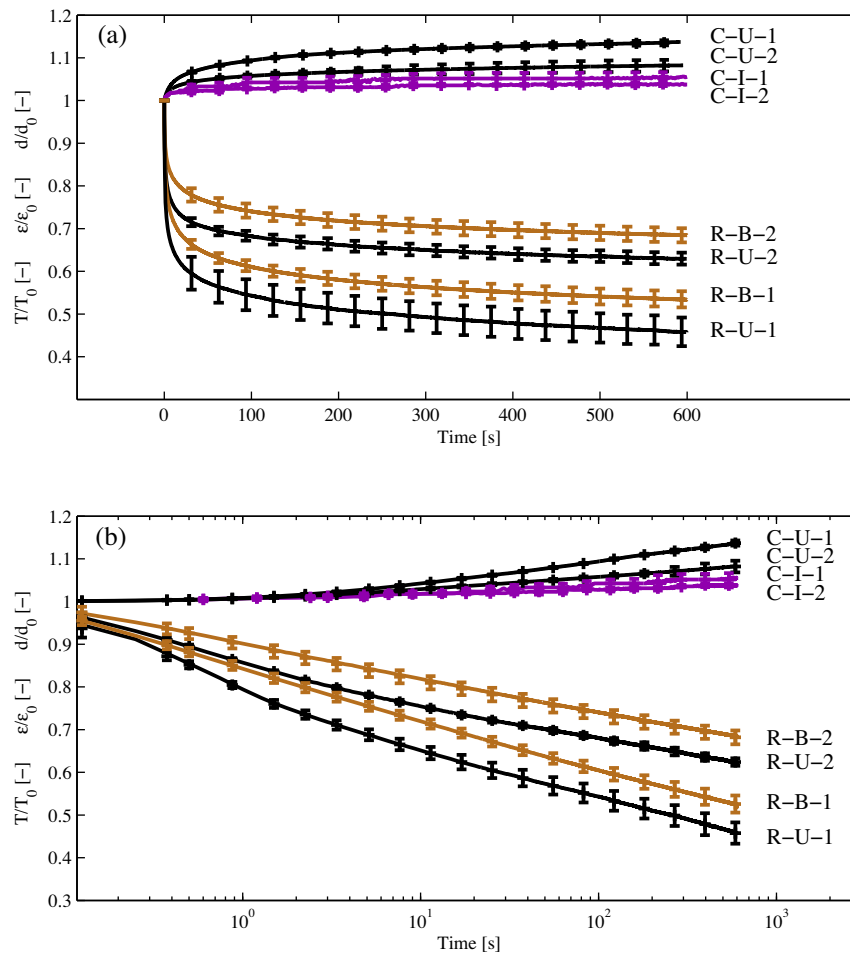 (a)
1.2
1.1
1
0.9
0.8
0.7
0.6
0.5
0.4
T/T0 [−] ε/ε0 [−] d/d0 [−]
C−U−1
C−U−2
C−I−1
C−I−2
R−B−2
R−U−2
R−B−1
R−U−1
0 100 200 300 400 500 600
Time [s]
(b)
1.2
1.1
1
0.9
0.8
0.7
0.6
0.5
0.4
0.3
T/T0 [−] ε/ε0 [−] d/d0 [−]
C−U−1
C−U−2
C−I−1
C−I−2
R−B−2
R−U−2
R−B−1
R−U−1
10^0 10^1 10^2 10^3
Time [s]